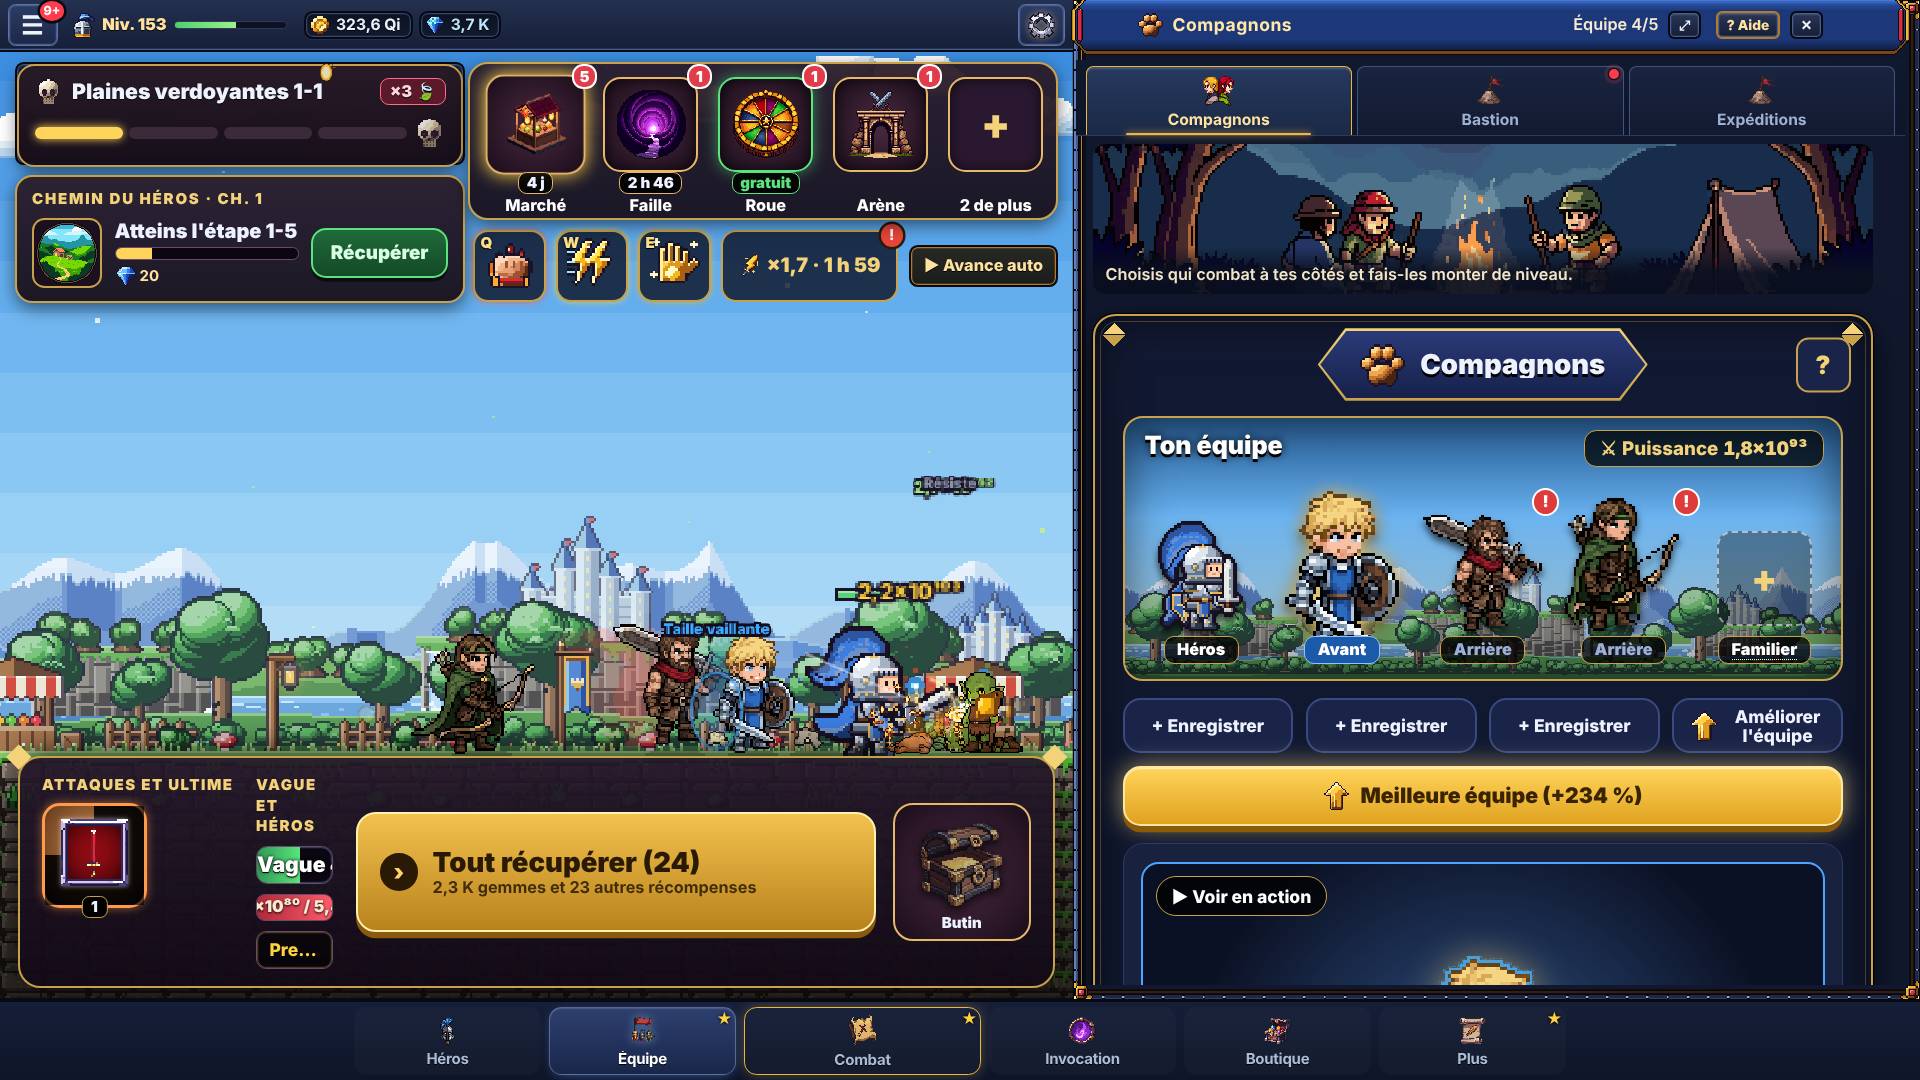 9+
Niv. 153
323,6 Qi
3,7 K
Plaines verdoyantes 1-1
×3
CHEMIN DU HÉROS · CH. 1
Atteins l'étape 1-5
20
Récupérer
5
4 j
Marché
1
2 h 46
Faille
1
gratuit
Roue
1
Arène
+
2 de plus
Q
W
E
×1,7 · 1 h 59
!
▶ Avance auto
Résiste
Taille vaillante
ATTAQUES ET ULTIME
1
VAGUE
ET
HÉROS
Vague
×10⁸⁰ / 5,
Pre...
› Tout récupérer (24)
2,3 K gemmes et 23 autres récompenses
Butin
Compagnons
Équipe 4/5
? Aide
×
Compagnons
Bastion
Expéditions
Choisis qui combat à tes côtés et fais-les monter de niveau.
Compagnons
?
Ton équipe
⚔ Puissance 1,8×10⁹³
!
!
+
Héros
Avant
Arrière
Arrière
Familier
+ Enregistrer
+ Enregistrer
+ Enregistrer
Améliorer
l'équipe
Meilleure équipe (+234 %)
▶ Voir en action
Héros
Équipe
Combat
Invocation
Boutique
Plus